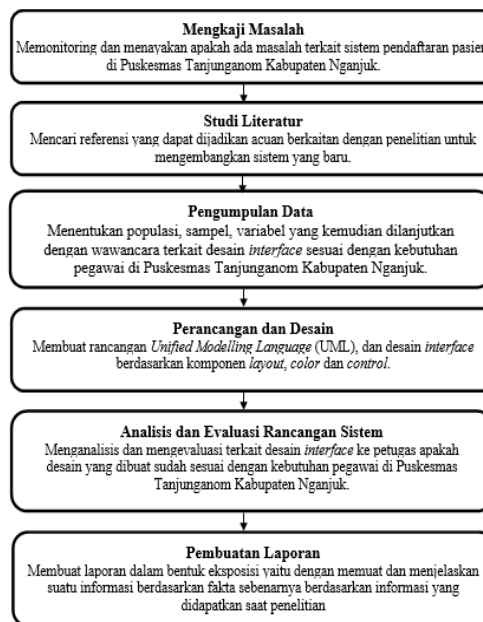 Mengkaji Masalah
Memonitoring dan menayakan apakah ada masalah terkait sistem pendaftaran pasien
di Puskesmas Tanjunganom Kabupaten Nganjuk.
Studi Literatur
Mencari referensi yang dapat dijadikan acuan berkaitan dengan penelitian untuk
mengembangkan sistem yang baru.
Pengumpulan Data
Menentukan populasi, sampel, variabel yang kemudian dilanjutkan
dengan wawancara terkait desain interface sesuai dengan kebutuhan
pegawai di Puskesmas Tanjunganom Kabupaten Nganjuk.
Perancangan dan Desain
Membuat rancangan Unified Modelling Language (UML), dan desain interface
berdasarkan komponen layout, color dan control.
Analisis dan Evaluasi Rancangan Sistem
Menganalisis dan mengevaluasi terkait desain interface ke petugas apakah
desain yang dibuat sudah sesuai dengan kebutuhan pegawai di Puskesmas
Tanjunganom Kabupaten Nganjuk.
Pembuatan Laporan
Membuat laporan dalam bentuk eksposisi yaitu dengan memuat dan menjelaskan
suatu informasi berdasarkan fakta sebenarnya berdasarkan informasi yang
didapatkan saat penelitian